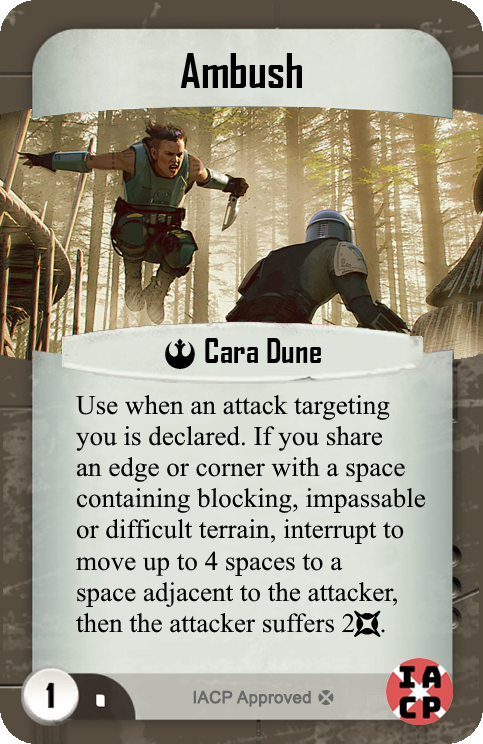 Ambush
Cara Dune
Use when an attack targeting
you is declared. If you share
an edge or corner with a space
containing blocking, impassable
or difficult terrain, interrupt to
move up to 4 spaces to a
space adjacent to the attacker,
then the attacker suffers 2.
1
IACP Approved
IA
CP